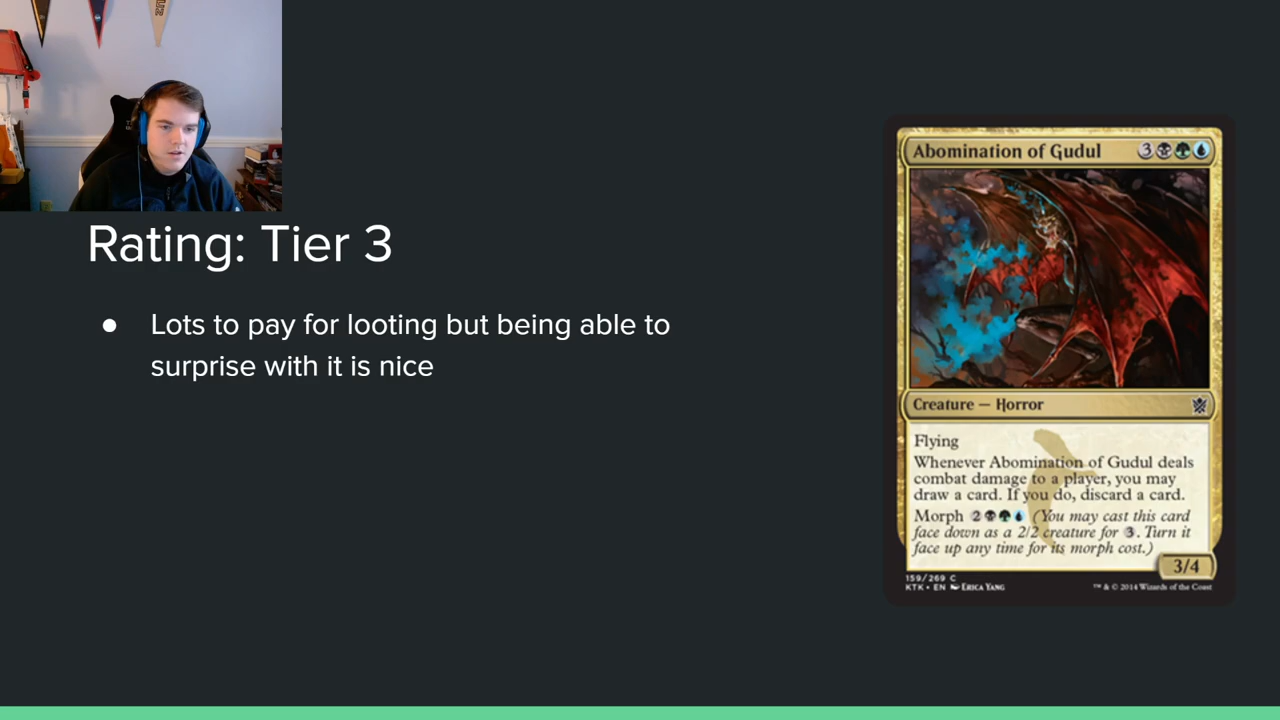 Rating: Tier 3
● Lots to pay for looting but being able to
surprise with it is nice
Abomination of Gudul 3
Creature — Horror
Flying
Whenever Abomination of Gudul deals
combat damage to a player, you may
draw a card. If you do, discard a card.
Morph 2 (You may cast this card
face down as a 2/2 creature for 3. Turn it
face up any time for its morph cost.)
3/4
159/269 C
KTK • EN Erica Yang
™ & © 2014 Wizards of the Coast